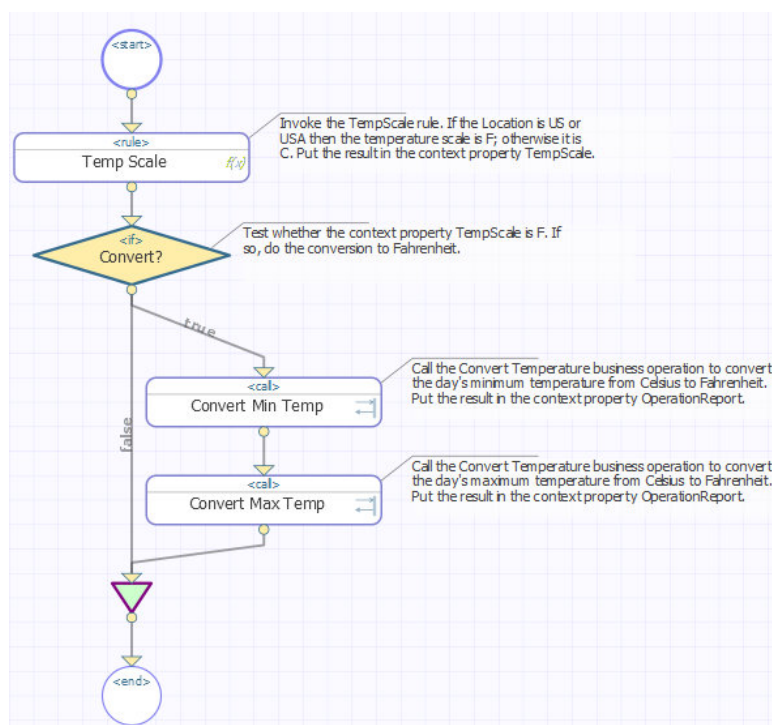 <start>
<rule>
Temp Scale
f(x)
Invoke the TempScale rule. If the Location is US or
USA then the temperature scale is F; otherwise it is
C. Put the result in the context property TempScale.
<if>
Convert?
Test whether the context property TempScale is F. If
so, do the conversion to Fahrenheit.
true
false
<call>
Convert Min Temp
Call the Convert Temperature business operation to convert
the day's minimum temperature from Celsius to Fahrenheit.
Put the result in the context property OperationReport.
<call>
Convert Max Temp
Call the Convert Temperature business operation to convert
the day's maximum temperature from Celsius to Fahrenheit.
Put the result in the context property OperationReport.
<end>